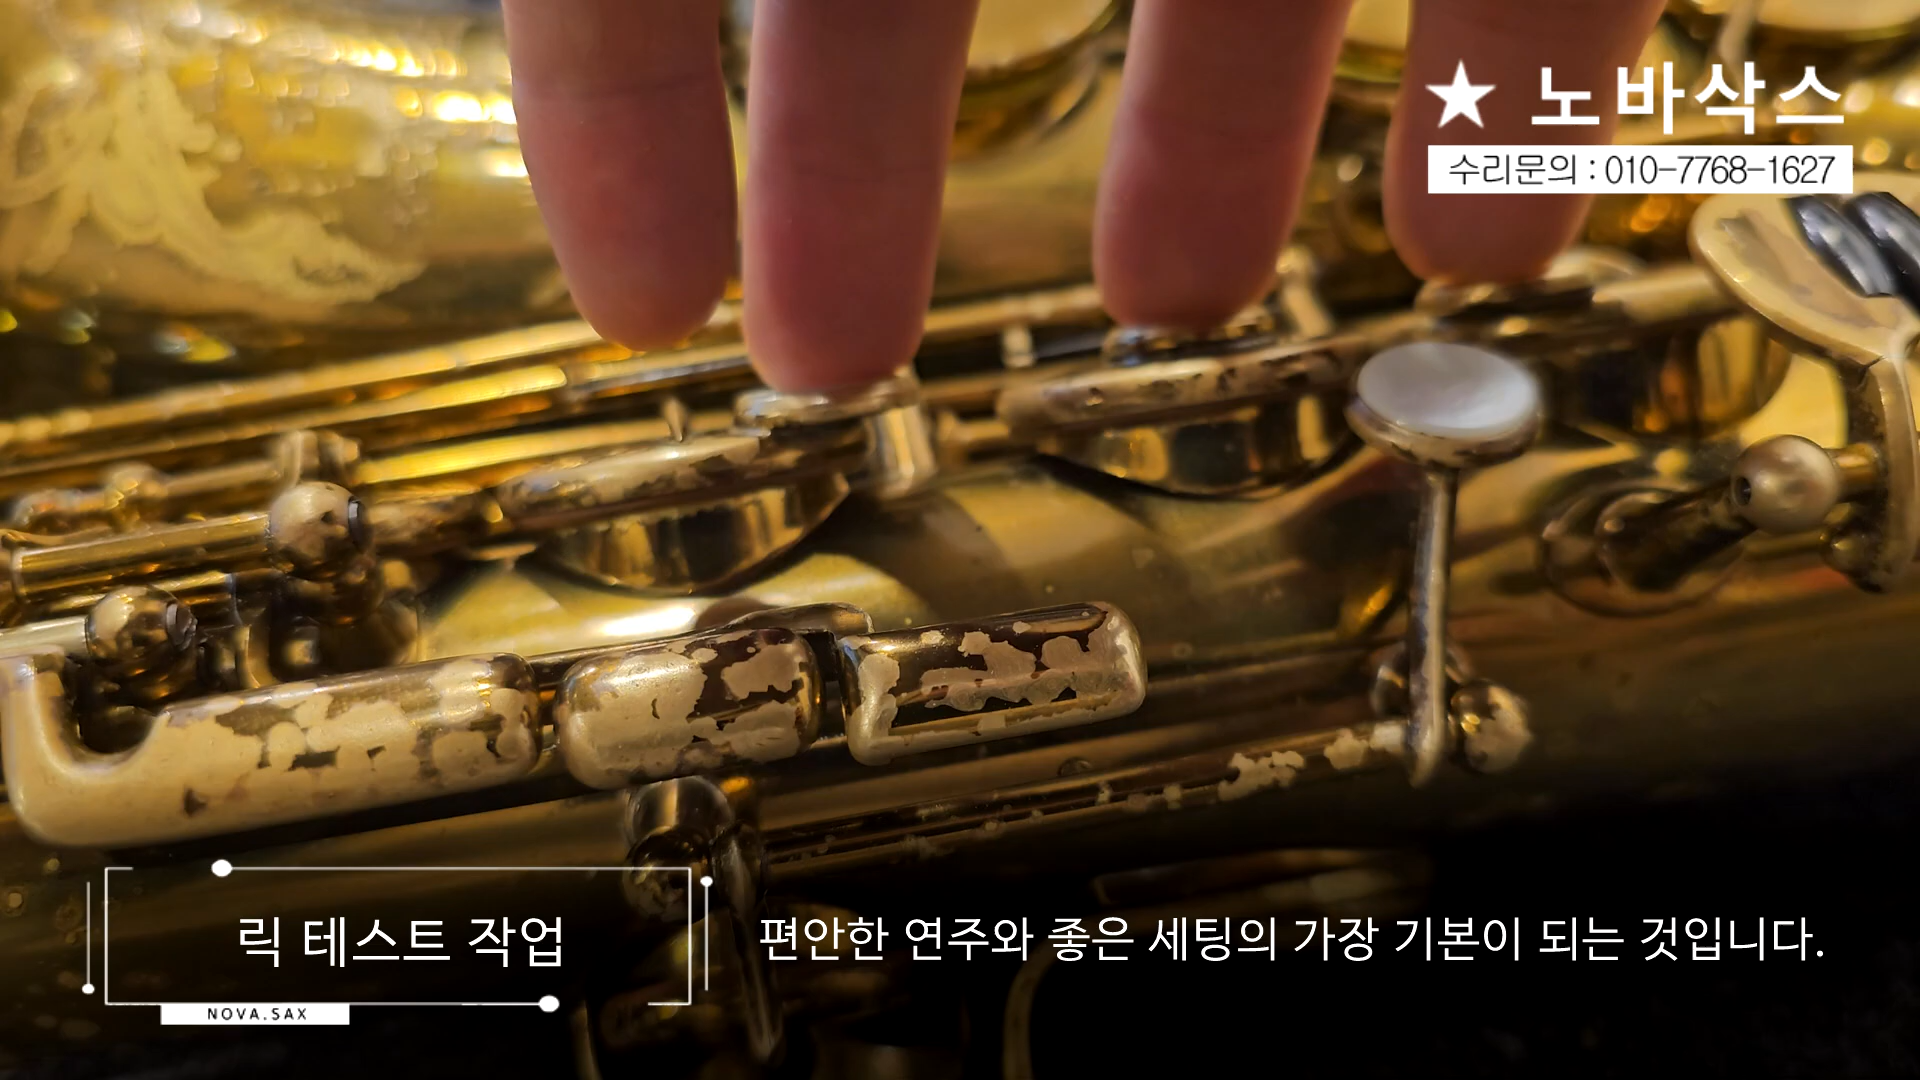 노바삭스
수리문의 : 010-7768-1627
릭 테스트 작업
편안한 연주와 좋은 세팅의 가장 기본이 되는 것입니다.
NOVA.SAX